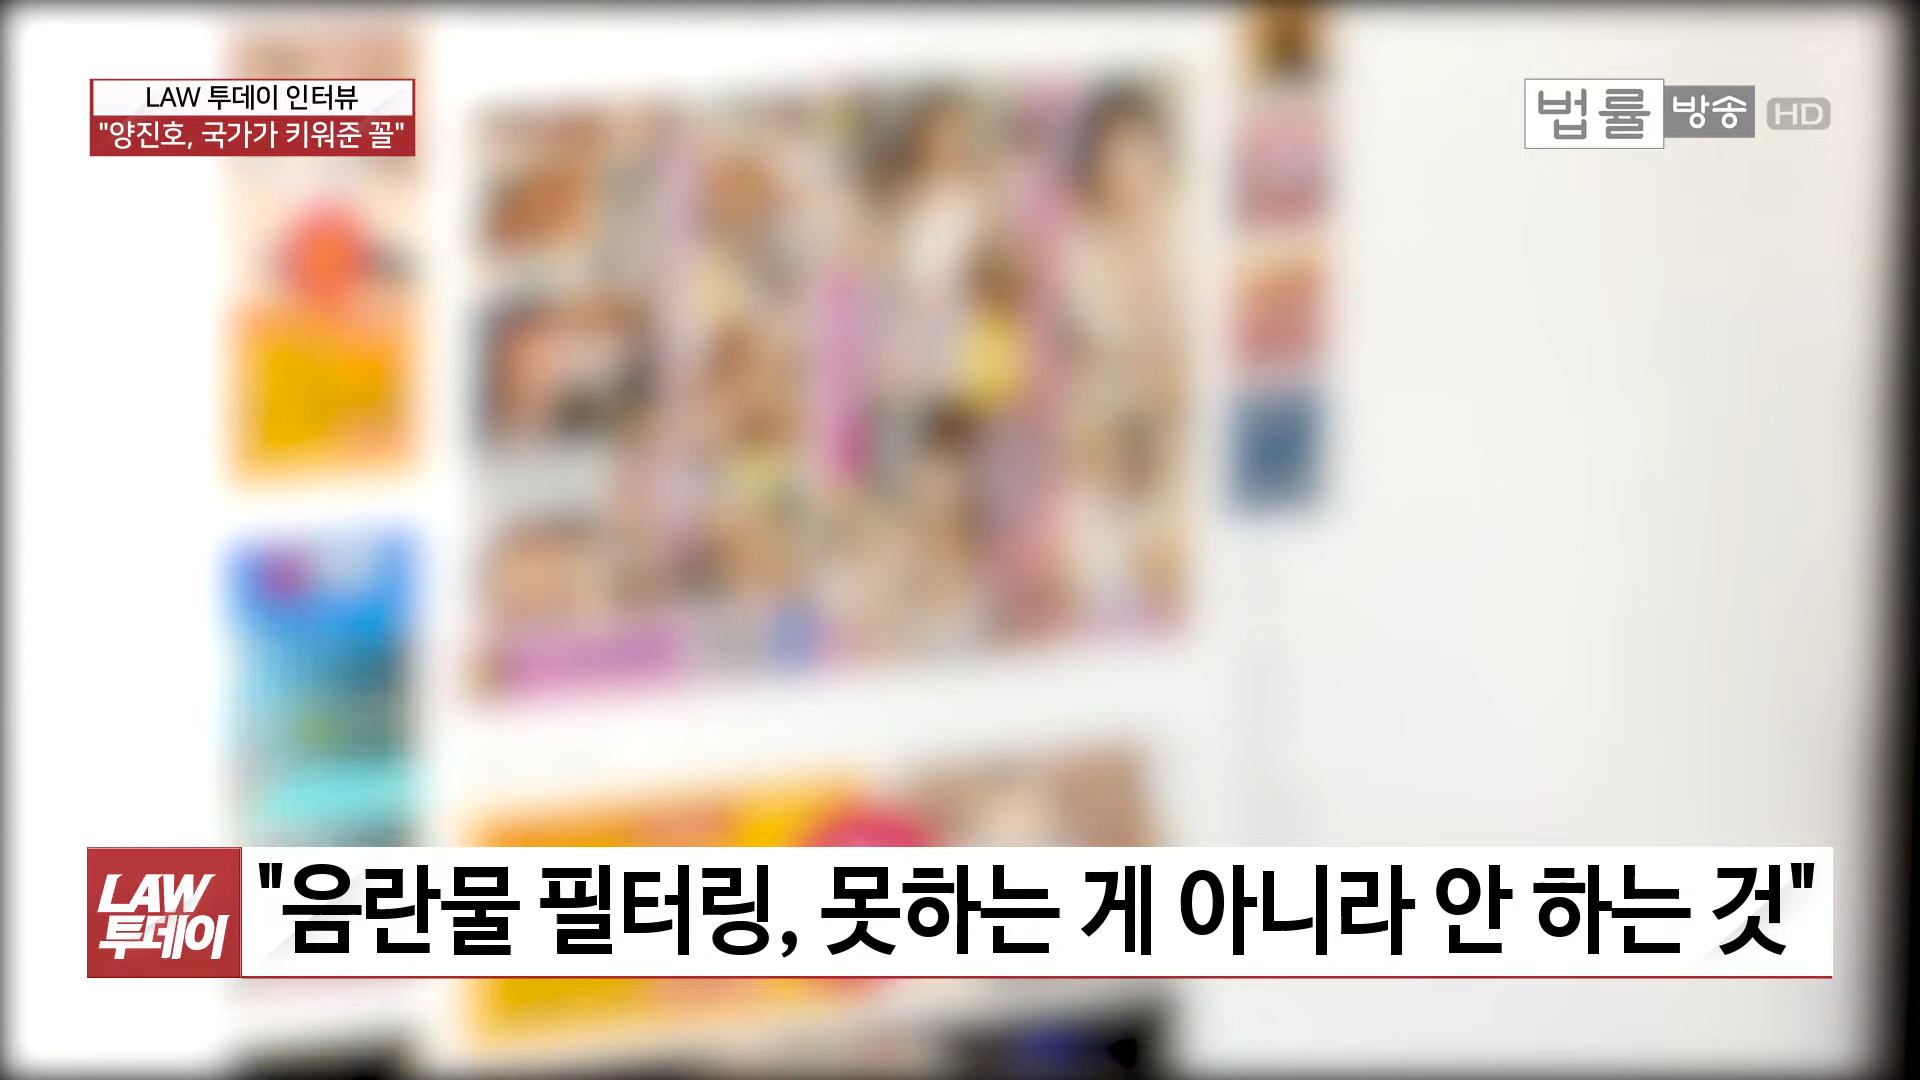 LAW 투데이 인터뷰
"양진호, 국가가 키워준 꼴"
법률방송 HD
LAW
투데이
"음란물 필터링, 못하는 게 아니라 안 하는 것"